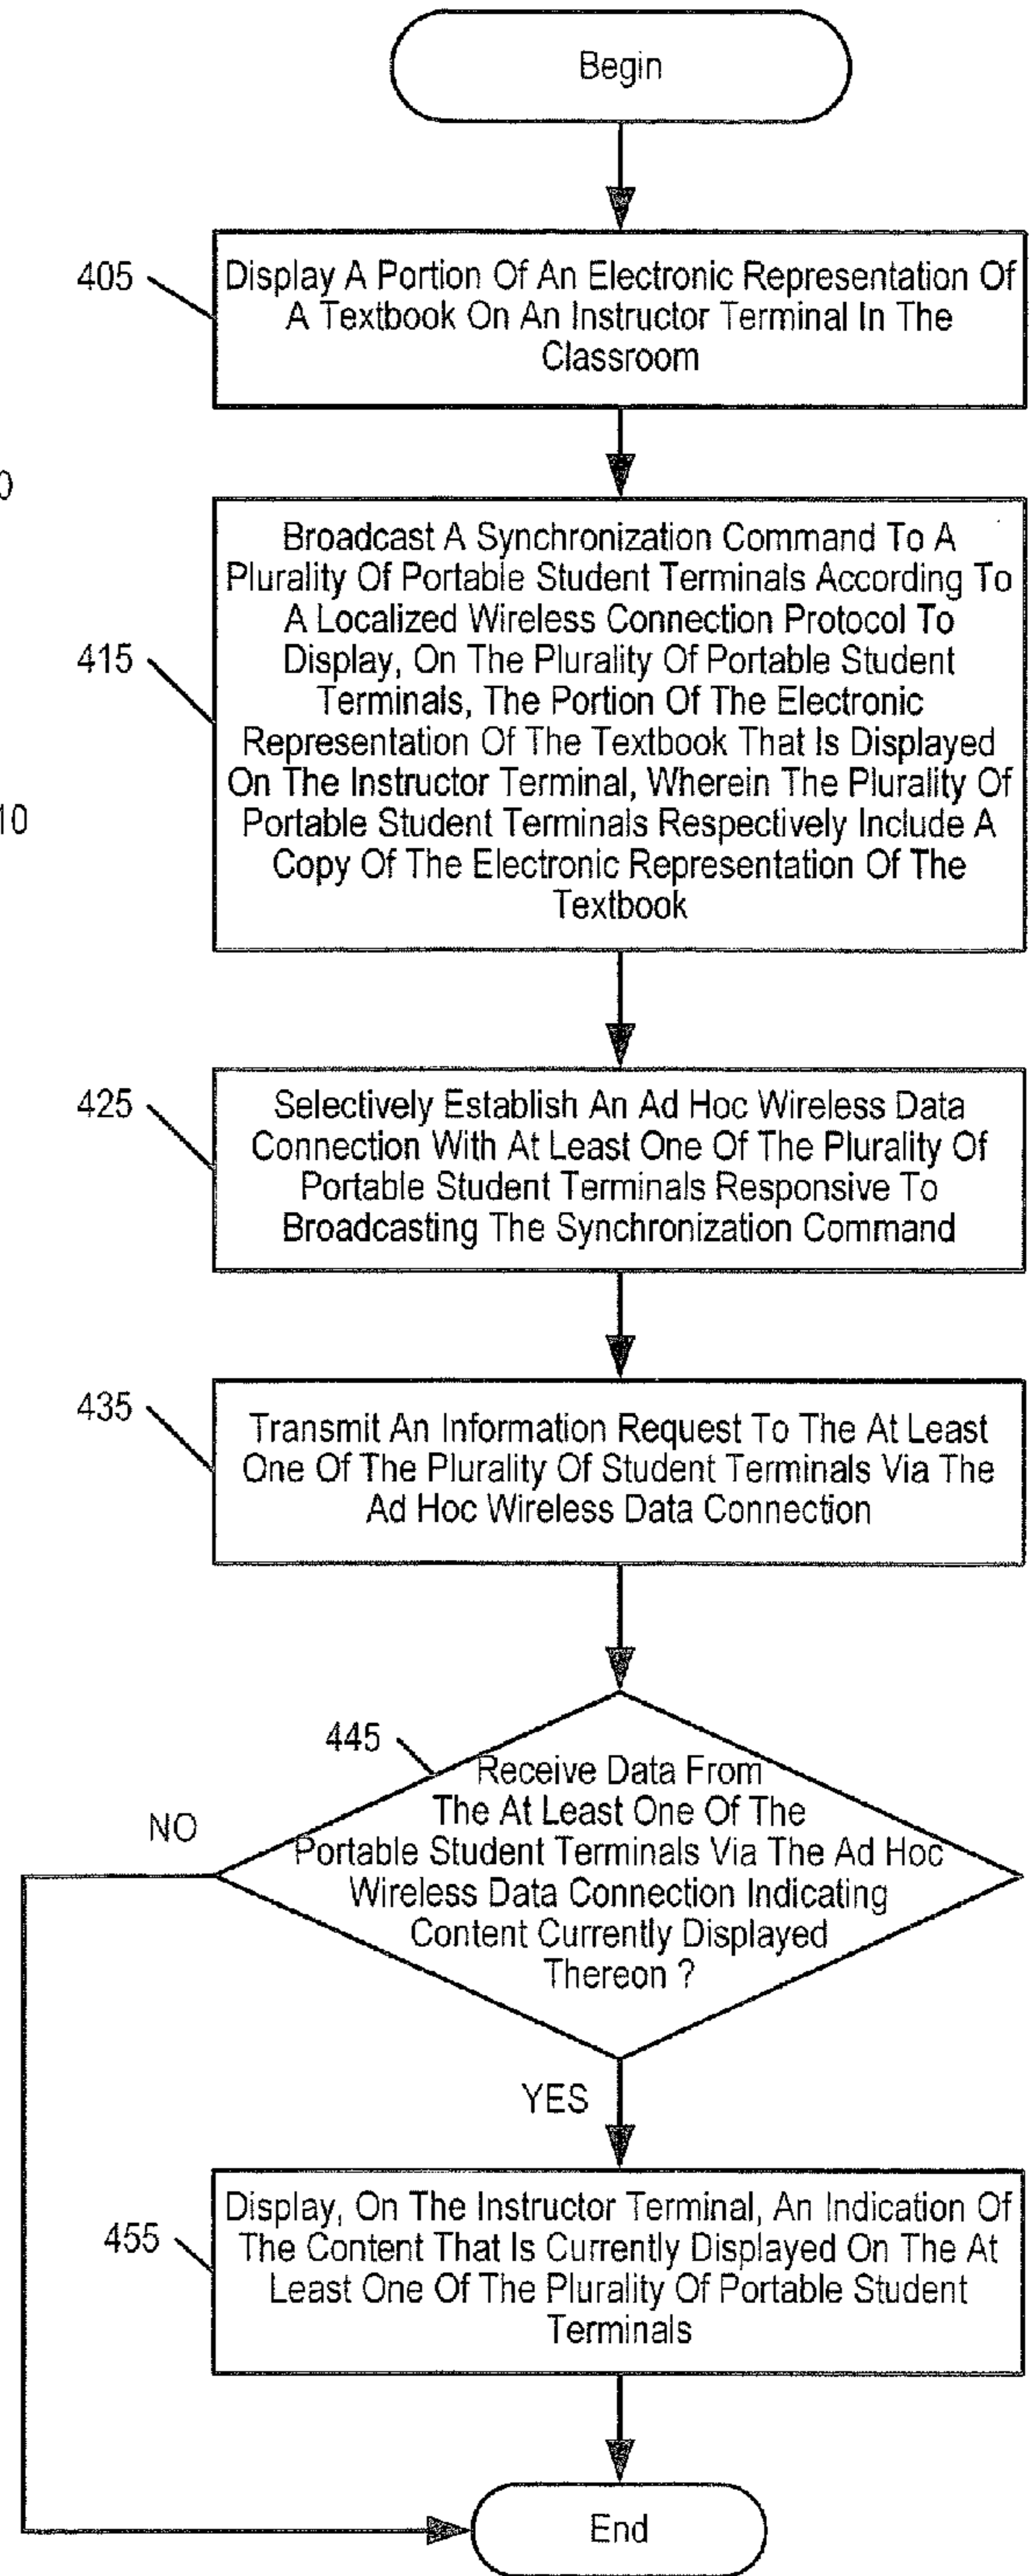 Begin
405
Display A Portion Of An Electronic Representation Of
A Textbook On An Instructor Terminal In The
Classroom
0
415
Broadcast A Synchronization Command To A
Plurality Of Portable Student Terminals According To
A Localized Wireless Connection Protocol To
Display, On The Plurality Of Portable Student
Terminals, The Portion Of The Electronic
Representation Of The Textbook That Is Displayed
On The Instructor Terminal, Wherein The Plurality Of
Portable Student Terminals Respectively Include A
Copy Of The Electronic Representation Of The
Textbook
10
425
Selectively Establish An Ad Hoc Wireless Data
Connection With At Least One Of The Plurality Of
Portable Student Terminals Responsive To
Broadcasting The Synchronization Command
435
Transmit An Information Request To The At Least
One Of The Plurality Of Student Terminals Via The
Ad Hoc Wireless Data Connection
445
Receive Data From
The At Least One Of The
Portable Student Terminals Via The Ad Hoc
Wireless Data Connection Indicating
Content Currently Displayed
Thereon ?
NO
YES
455
Display, On The Instructor Terminal, An Indication Of
The Content That Is Currently Displayed On The At
Least One Of The Plurality Of Portable Student
Terminals
End